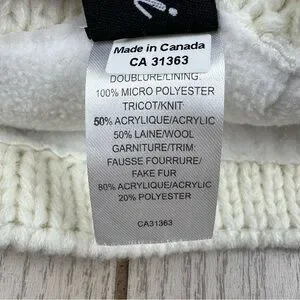 Made in Canada
CA 31363
DOUBLURE/LINING:
100% MICRO POLYESTER
TRICOT/KNIT:
50% ACRYLIQUE/ACRYLIC
50% LAINE/WOOL
GARNITURE/TRIM:
FAUSSE FOURRURE/
FAKE FUR
80% ACRYLIQUE/ACRYLIC
20% POLYESTER
CA31363